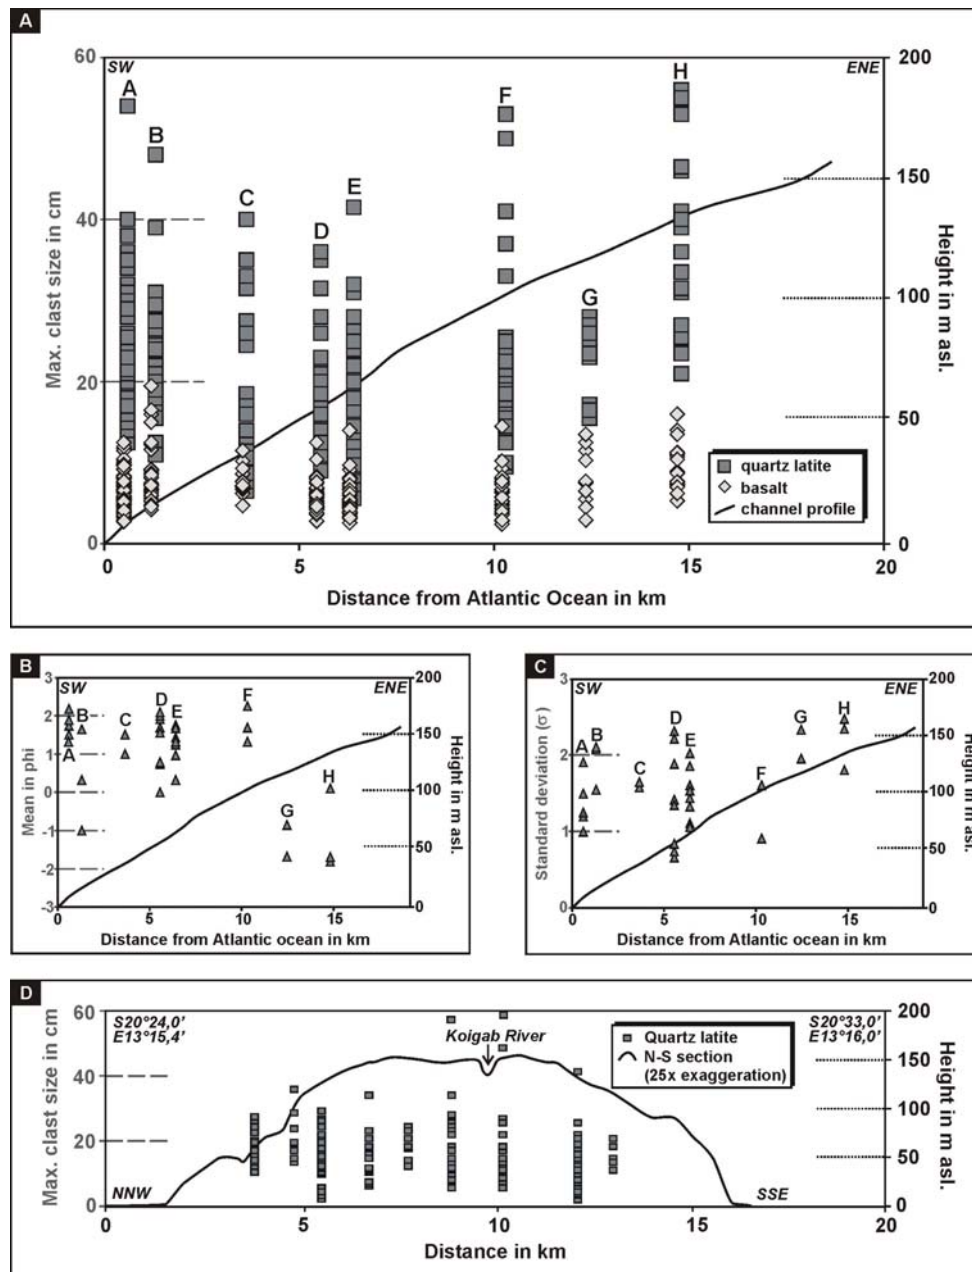 A
60
40
20
0
Max. clast size in cm
SW
ENE
A
B
C
D
E
F
G
H
200
150
100
50
0
Height in m asl.
quartz latite
basalt
channel profile
0
5
10
15
20
Distance from Atlantic Ocean in km
B
3
2
1
0
-1
-2
-3
Mean in phi
SW
ENE
A
B
C
D
E
F
G
H
200
150
100
50
0
Height in m asl.
0
5
10
15
Distance from Atlantic ocean in km
C
3
2
1
0
Standard deviation (σ)
SW
ENE
A
B
C
D
E
F
G
H
200
150
100
50
0
Height in m asl.
0
5
10
15
Distance from Atlantic ocean in km
D
60
40
20
0
Max. clast size in cm
S20°24,0'
E13°15,4'
Koigab River
Quartz latite
N-S section
(25x exaggeration)
S20°33,0'
E13°16,0'
NNW
SSE
200
150
100
50
0
Height in m asl.
0
5
10
15
20
Distance in km